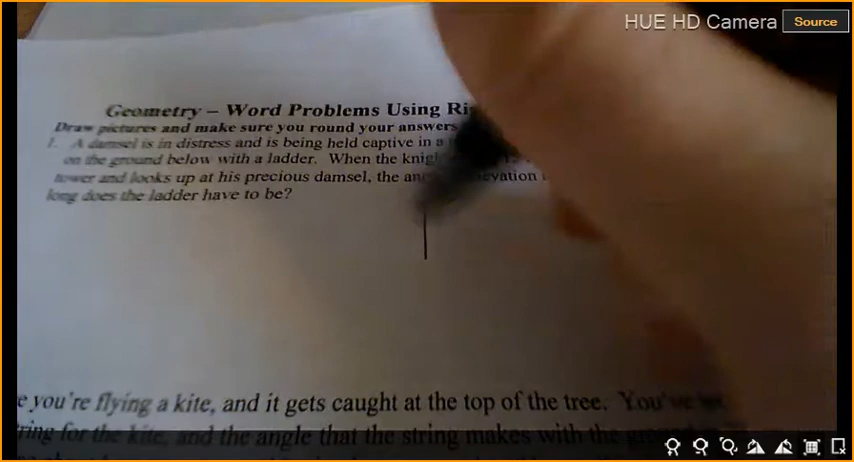 HUE HD Camera Source
Geometry – Word Problems Using Ri
Draw pictures and make sure you round your answers
1. A damsel is in distress and is being held captive in a
on the ground below with a ladder. When the knig
tower and looks up at his precious damsel, the an evation
long does the ladder have to be?
e you're flying a kite, and it gets caught at the top of the tree. You've
ring for the kite, and the angle that the string makes with the ground